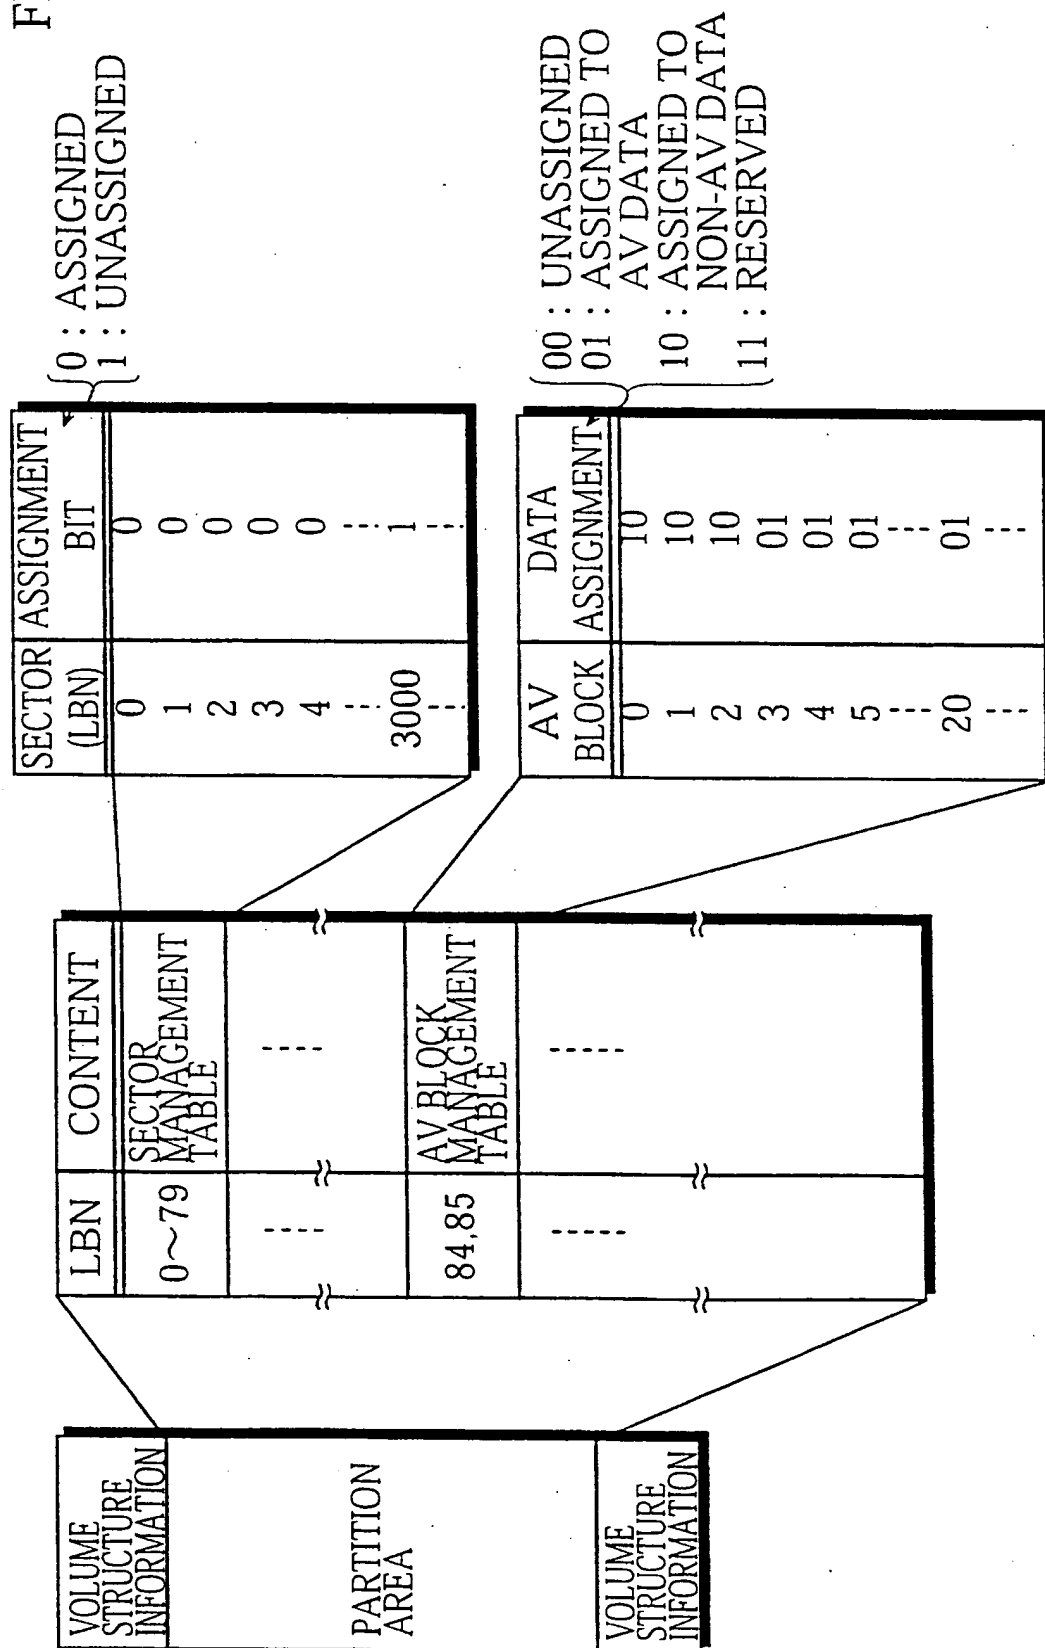 F
VOLUME
STRUCTURE
INFORMATION
PARTITION
AREA
VOLUME
STRUCTURE
INFORMATION
LBN CONTENT
0~79 SECTOR
MANAGEMENT
TABLE
----- -----
84,85 AV BLOCK
MANAGEMENT
TABLE
------ ------
SECTOR
(LBN) ASSIGNMENT
BIT
0 0
1 0
2 0
3 0
4 0
--- ---
3000 1
--- ---
0 : ASSIGNED
1 : UNASSIGNED
AV
BLOCK DATA
ASSIGNMENT
0 10
1 10
2 10
3 01
4 01
5 01
--- ---
20 01
--- ---
00 : UNASSIGNED
01 : ASSIGNED TO
AV DATA
10 : ASSIGNED TO
NON-AV DATA
11 : RESERVED